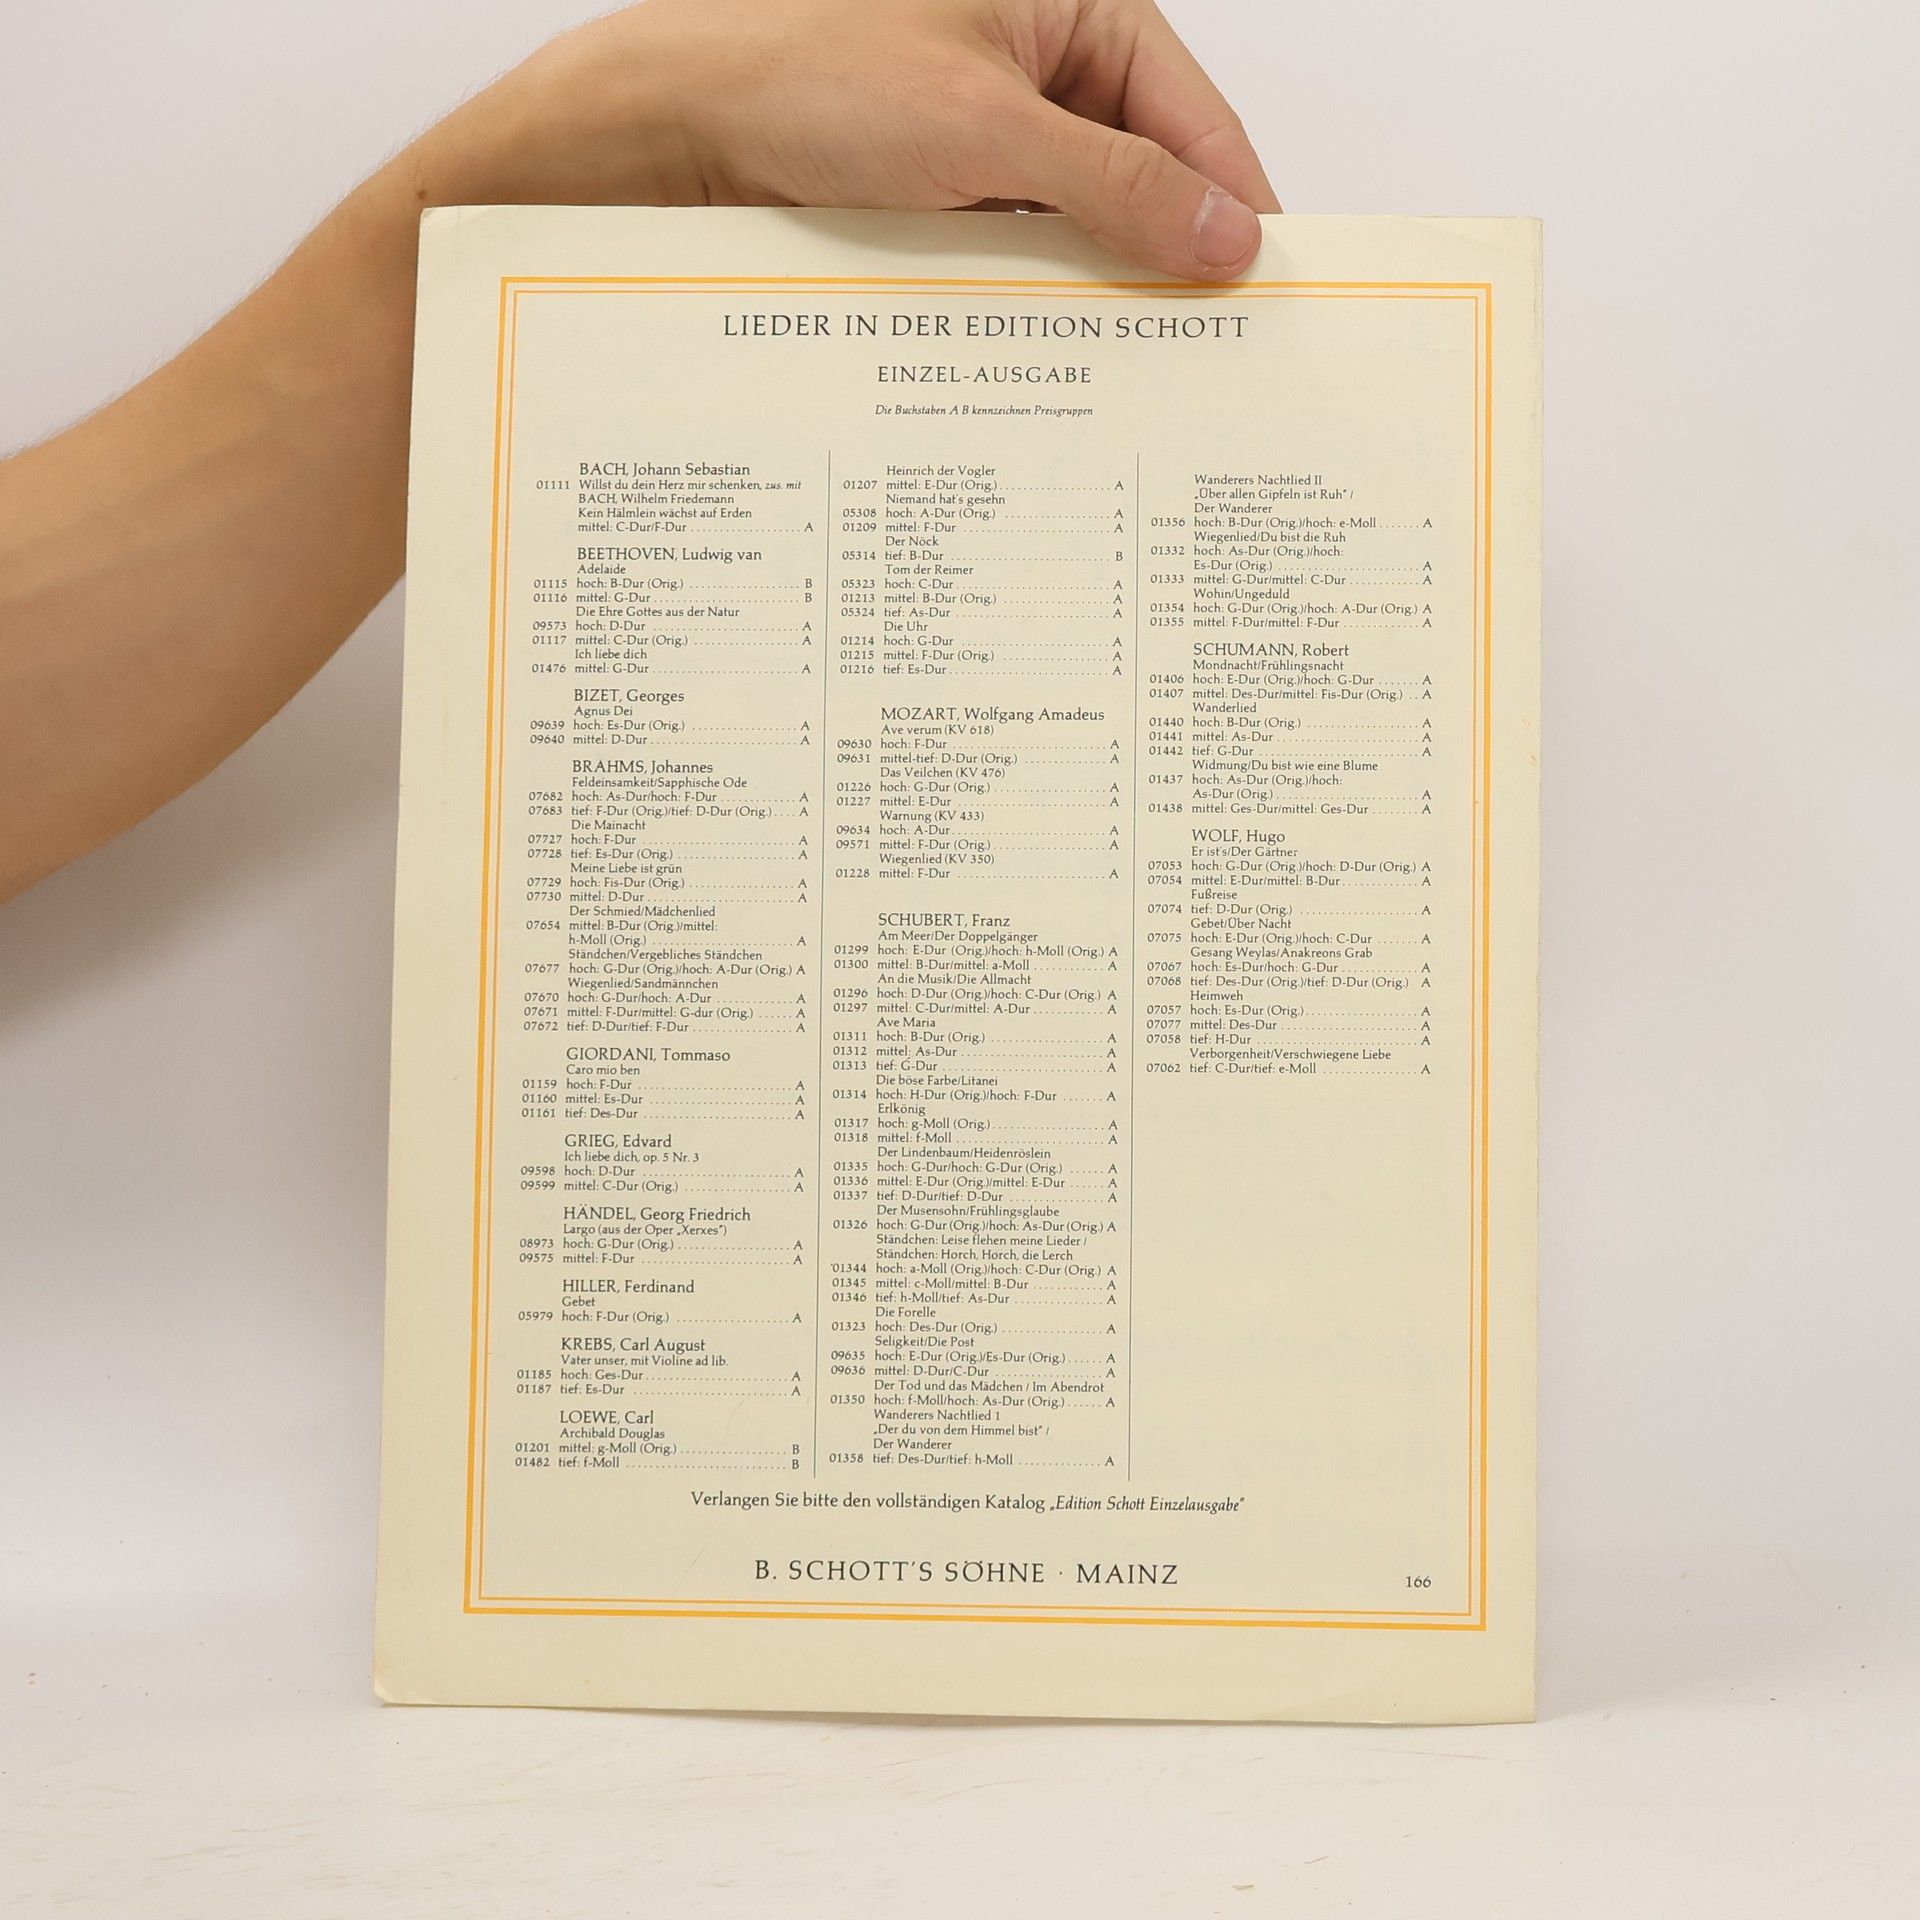 LIEDER IN DER EDITION SCHOTT
EINZEL-AUSGABE
Die Buchstaben A B kennzeichnen Preisgruppen
BACH, Johann Sebastian
01111 Willst du dein Herz mir schenken, zus. mit
BACH, Wilhelm Friedemann
Kein Hälmlein wächst auf Erden
mittel: C-Dur/F-Dur .................... A
BEETHOVEN, Ludwig van
Adelaide
01115 hoch: B-Dur (Orig.) .................... B
01116 mittel: G-Dur .................... B
Die Ehre Gottes aus der Natur
09573 hoch: D-Dur .................... A
01117 mittel: C-Dur (Orig.) .................... A
Ich liebe dich
01476 mittel: G-Dur .................... A
BIZET, Georges
Agnus Dei
09639 hoch: Es-Dur (Orig.) .................... A
09640 mittel: D-Dur .................... A
BRAHMS, Johannes
Feldeinsamkeit/Sapphische Ode
07682 hoch: As-Dur/hoch: F-Dur ............ A
07683 tief: F-Dur (Orig.)/tief: D-Dur (Orig.) .... A
Die Mainacht
07727 hoch: F-Dur .................... A
07728 tief: Es-Dur (Orig.) .................... A
Meine Liebe ist grün
07729 hoch: Fis-Dur (Orig.) .................... A
07730 mittel: D-Dur .................... A
Der Schmied/Mädchenlied
07654 mittel: B-Dur (Orig.)/mittel:
h-Moll (Orig.) .................... A
Ständchen/Vergebliches Ständchen
07677 hoch: G-Dur (Orig.)/hoch: A-Dur (Orig.) A
Wiegenlied/Sandmännchen
07670 hoch: G-Dur/hoch: A-Dur ............ A
07671 mittel: F-Dur/mittel: G-dur (Orig.) ...... A
07672 tief: D-Dur/tief: F-Dur .................... A
GIORDANI, Tommaso
Caro mio ben
01159 hoch: F-Dur .................... A
01160 mittel: Es-Dur .................... A
01161 tief: Des-Dur .................... A
GRIEG, Edvard
Ich liebe dich, op. 5 Nr. 3
09598 hoch: D-Dur .................... A
09599 mittel: C-Dur (Orig.) .................... A
HÄNDEL, Georg Friedrich
Largo (aus der Oper „Xerxes")
08973 hoch: G-Dur (Orig.) .................... A
09575 mittel: F-Dur .................... A
HILLER, Ferdinand
Gebet
05979 hoch: F-Dur (Orig.) .................... A
KREBS, Carl August
Vater unser, mit Violine ad lib.
01185 hoch: Ges-Dur .................... A
01187 tief: Es-Dur .................... A
LOEWE, Carl
Archibald Douglas
01201 mittel: g-Moll (Orig.) .................... B
01482 tief: f-Moll .................... B
Heinrich der Vogler
01207 mittel: E-Dur (Orig.) .................... A
Niemand hat's gesehn
05308 hoch: A-Dur (Orig.) .................... A
01209 mittel: F-Dur .................... A
Der Nöck
05314 tief: B-Dur .................... B
Tom der Reimer
05323 hoch: C-Dur .................... A
01213 mittel: B-Dur (Orig.) .................... A
05324 tief: As-Dur .................... A
Die Uhr
01214 hoch: G-Dur .................... A
01215 mittel: F-Dur (Orig.) .................... A
01216 tief: Es-Dur .................... A
MOZART, Wolfgang Amadeus
Ave verum (KV 618)
09630 hoch: F-Dur .................... A
09631 mittel-tief: D-Dur (Orig.) ............ A
Das Veilchen (KV 476)
01226 hoch: G-Dur (Orig.) .................... A
01227 mittel: E-Dur .................... A
Warnung (KV 433)
09634 hoch: A-Dur .................... A
09571 mittel: F-Dur (Orig.) .................... A
Wiegenlied (KV 350)
01228 mittel: F-Dur .................... A
SCHUBERT, Franz
Am Meer/Der Doppelgänger
01299 hoch: E-Dur (Orig.)/hoch: h-Moll (Orig.) A
01300 mittel: B-Dur/mittel: a-Moll ............ A
An die Musik/Die Allmacht
01296 hoch: D-Dur (Orig.)/hoch: C-Dur (Orig.) A
01297 mittel: C-Dur/mittel: A-Dur ............ A
Ave Maria
01311 hoch: B-Dur (Orig.) .................... A
01312 mittel: As-Dur .................... A
01313 tief: G-Dur .................... A
Die böse Farbe/Litanei
01314 hoch: H-Dur (Orig.)/hoch: F-Dur ....... A
Erlkönig
01317 hoch: g-Moll (Orig.) .................... A
01318 mittel: f-Moll .................... A
Der Lindenbaum/Heidenröslein
01335 hoch: G-Dur/hoch: G-Dur (Orig.) ...... A
01336 mittel: E-Dur (Orig.)/mittel: E-Dur ...... A
01337 tief: D-Dur/tief: D-Dur ............ A
Der Musensohn/Frühlingsglaube
01326 hoch: G-Dur (Orig.)/hoch: As-Dur (Orig.) A
Ständchen: Leise flehen meine Lieder /
Ständchen: Horch, Horch, die Lerch
01344 hoch: a-Moll (Orig.)/hoch: C-Dur (Orig.) A
01345 mittel: c-Moll/mittel: B-Dur ............ A
01346 tief: h-Moll/tief: As-Dur ............ A
Die Forelle
01323 hoch: Des-Dur (Orig.) .................... A
Seligkeit/Die Post
09635 hoch: E-Dur (Orig.)/Es-Dur (Orig.) ...... A
09636 mittel: D-Dur/C-Dur .................... A
Der Tod und das Mädchen / Im Abendrot
01350 hoch: f-Moll/hoch: As-Dur (Orig.) ...... A
Wanderers Nachtlied 1
„Der du von dem Himmel bist" /
Der Wanderer
01358 tief: Des-Dur/tief: h-Moll ............ A
Wanderers Nachtlied II
„Über allen Gipfeln ist Ruh" /
Der Wanderer
01356 hoch: B-Dur (Orig.)/hoch: e-Moll ....... A
Wiegenlied/Du bist die Ruh
01332 hoch: As-Dur (Orig.)/hoch:
Es-Dur (Orig.) .................... A
01333 mittel: G-Dur/mittel: C-Dur ............ A
Wohin/Ungeduld
01354 hoch: G-Dur (Orig.)/hoch: A-Dur (Orig.) A
01355 mittel: F-Dur/mittel: F-Dur ............ A
SCHUMANN, Robert
Mondnacht/Frühlingsnacht
01406 hoch: E-Dur (Orig.)/hoch: G-Dur ....... A
01407 mittel: Des-Dur/mittel: Fis-Dur (Orig.) .. A
Wanderlied
01440 hoch: B-Dur (Orig.) .................... A
01441 mittel: As-Dur .................... A
01442 tief: G-Dur .................... A
Widmung/Du bist wie eine Blume
01437 hoch: As-Dur (Orig.)/hoch:
As-Dur (Orig.) .................... A
01438 mittel: Ges-Dur/mittel: Ges-Dur ........ A
WOLF, Hugo
Er ist's/Der Gärtner
07053 hoch: G-Dur (Orig.)/hoch: D-Dur (Orig.) A
07054 mittel: E-Dur/mittel: B-Dur ............ A
Fußreise
07074 tief: D-Dur (Orig.) .................... A
Gebet/Über Nacht
07075 hoch: E-Dur (Orig.)/hoch: C-Dur ....... A
Gesang Weylas/Anakreons Grab
07067 hoch: Es-Dur/hoch: G-Dur ............ A
07068 tief: Des-Dur (Orig.)/tief: D-Dur (Orig.) A
Heimweh
07057 hoch: Es-Dur (Orig.) .................... A
07077 mittel: Des-Dur .................... A
07058 tief: H-Dur .................... A
Verborgenheit/Verschwiegene Liebe
07062 tief: C-Dur/tief: e-Moll ............ A
Verlangen Sie bitte den vollständigen Katalog „Edition Schott Einzelausgabe"
B. SCHOTT'S SÖHNE · MAINZ
166